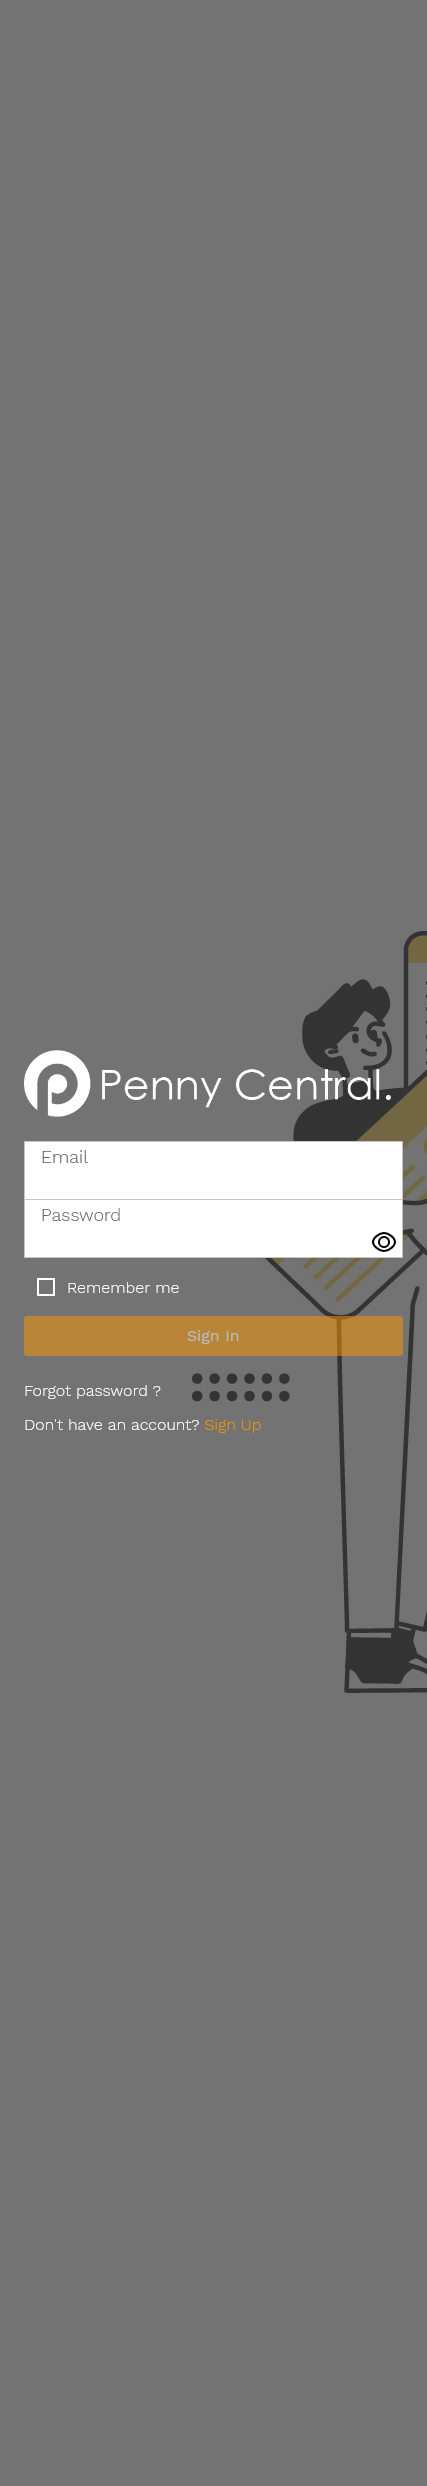 Penny Central.
Email
Password
Remember me
Sign In
Forgot password ?
Don't have an account? Sign Up